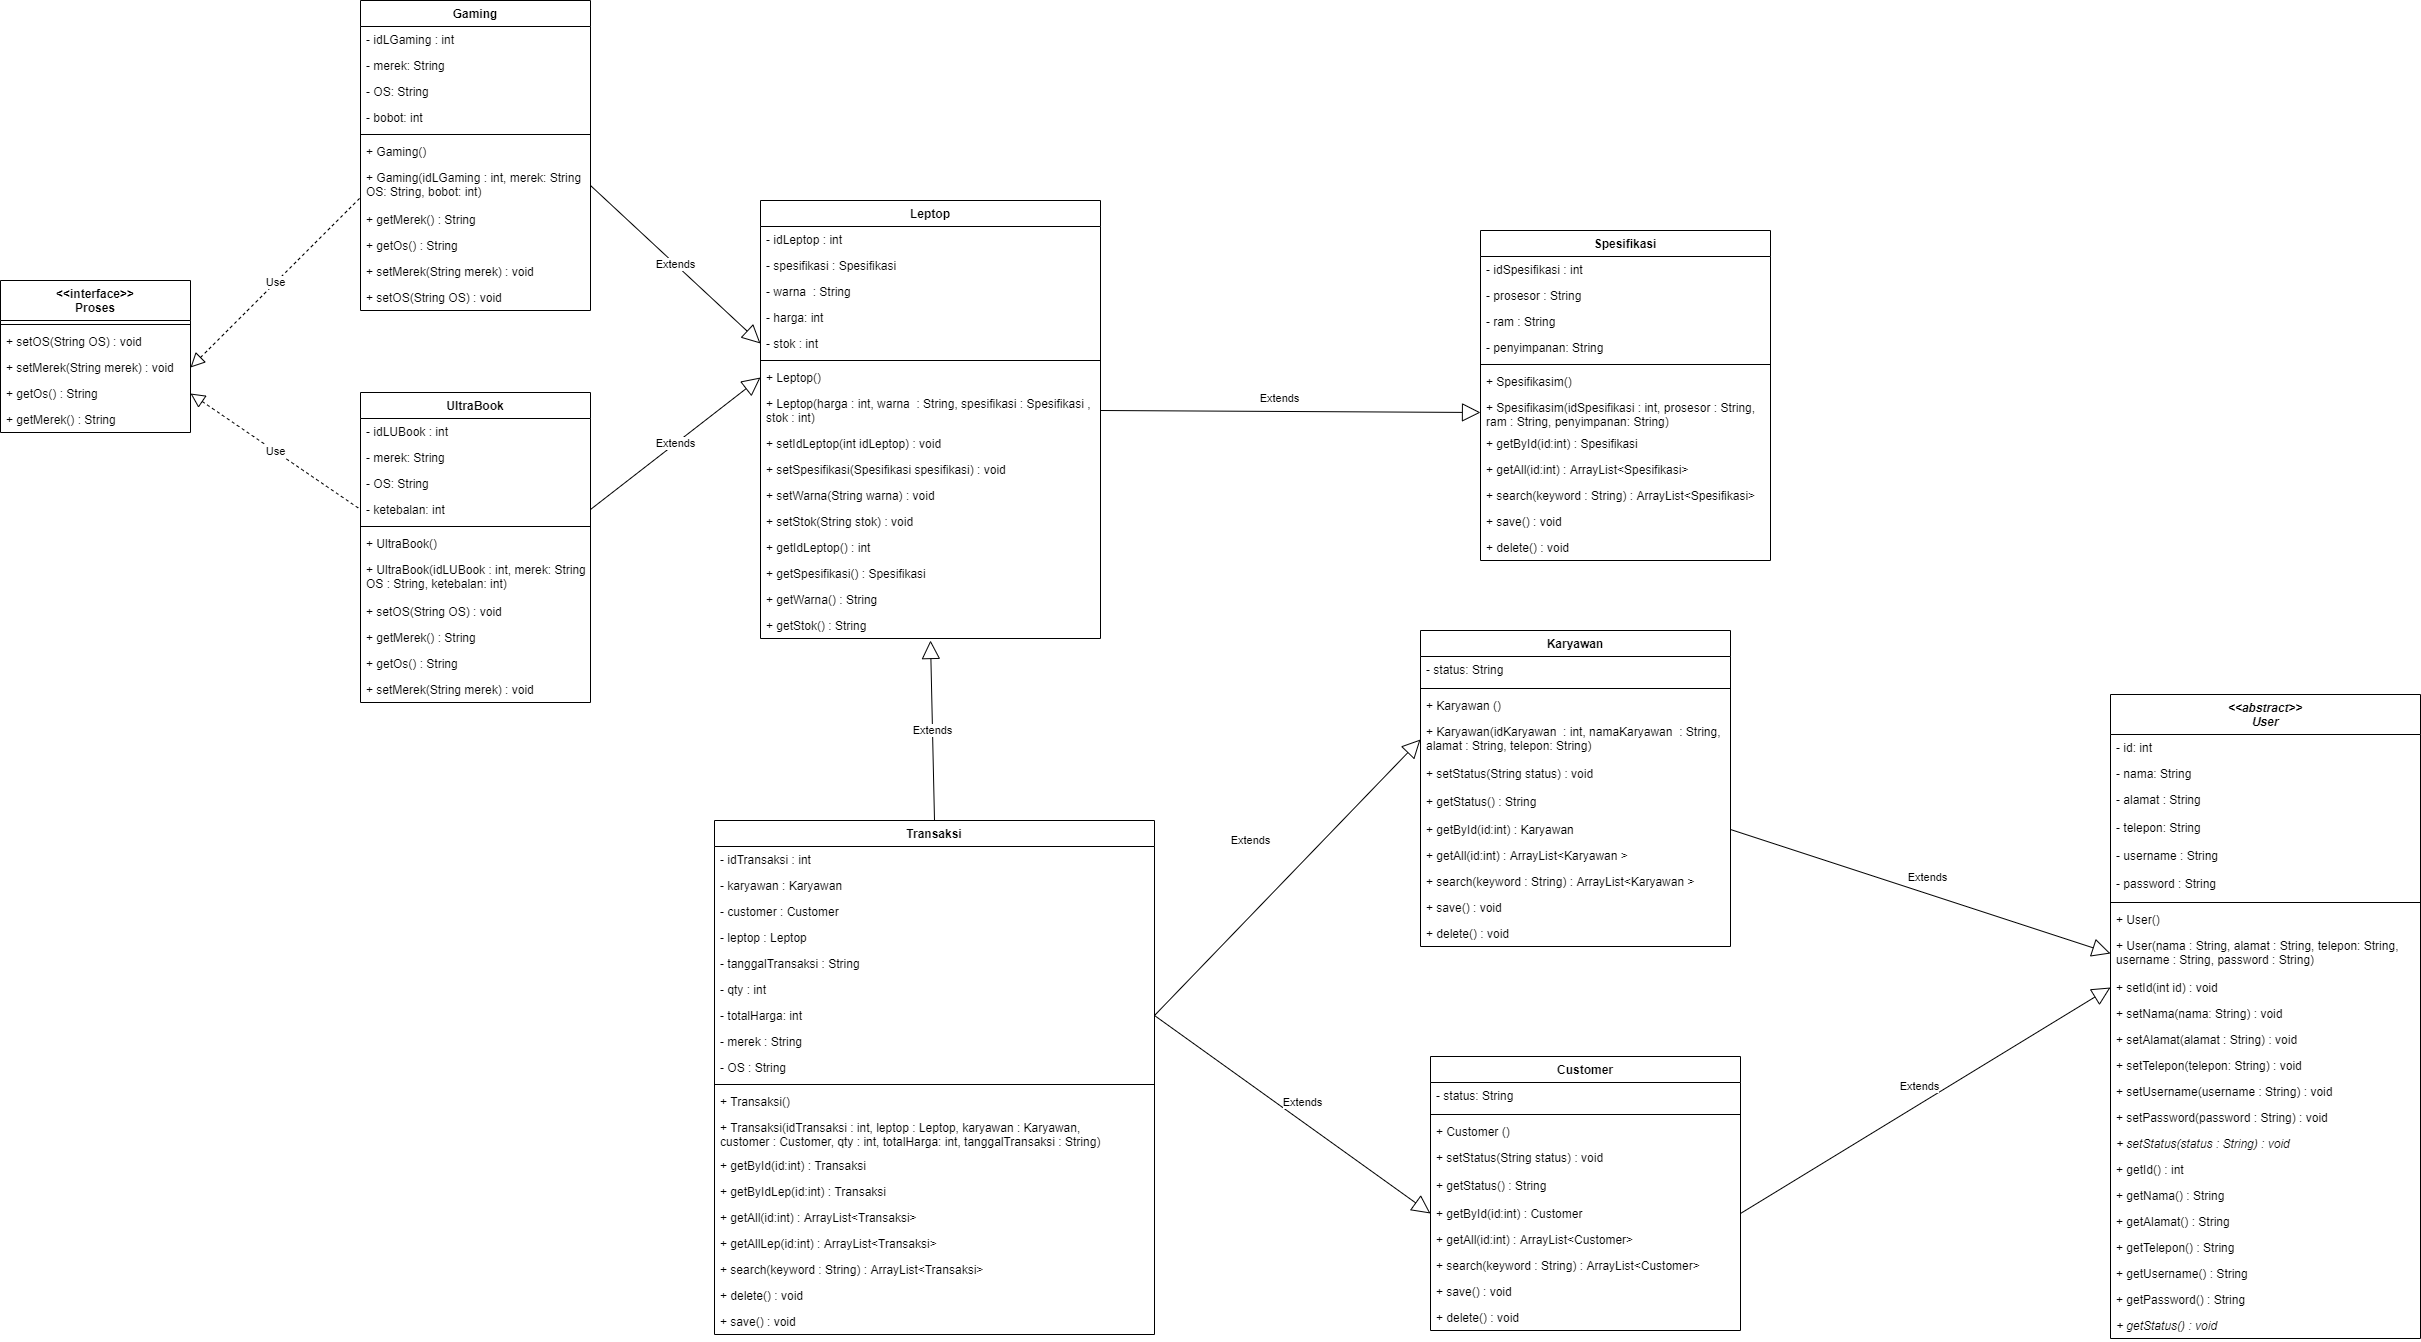 Gaming
- idLGaming : int
- merek: String
- OS: String
- bobot: int
+ Gaming()
+ Gaming(idLGaming : int, merek: String
OS: String, bobot: int)
+ getMerek() : String
+ getOs() : String
+ setMerek(String merek) : void
+ setOS(String OS) : void
Use
Extends
<<interface>>
Proses
+ setOS(String OS) : void
+ setMerek(String merek) : void
+ getOs() : String
+ getMerek() : String
Use
UltraBook
- idLUBook : int
- merek: String
- OS: String
- ketebalan: int
+ UltraBook()
+ UltraBook(idLUBook : int, merek: String
OS : String, ketebalan: int)
+ setOS(String OS) : void
+ getMerek() : String
+ getOs() : String
+ setMerek(String merek) : void
Extends
Leptop
- idLeptop : int
- spesifikasi : Spesifikasi
- warna  : String
- harga: int
- stok : int
+ Leptop()
+ Leptop(harga : int, warna  : String, spesifikasi : Spesifikasi ,
stok : int)
+ setIdLeptop(int idLeptop) : void
+ setSpesifikasi(Spesifikasi spesifikasi) : void
+ setWarna(String warna) : void
+ setStok(String stok) : void
+ getIdLeptop() : int
+ getSpesifikasi() : Spesifikasi
+ getWarna() : String
+ getStok() : String
Extends
Spesifikasi
- idSpesifikasi : int
- prosesor : String
- ram : String
- penyimpanan: String
+ Spesifikasim()
+ Spesifikasim(idSpesifikasi : int, prosesor : String,
ram : String, penyimpanan: String)
+ getById(id:int) : Spesifikasi
+ getAll(id:int) : ArrayList<Spesifikasi>
+ search(keyword : String) : ArrayList<Spesifikasi>
+ save() : void
+ delete() : void
Extends
Transaksi
- idTransaksi : int
- karyawan : Karyawan
- customer : Customer
- leptop : Leptop
- tanggalTransaksi : String
- qty : int
- totalHarga: int
- merek : String
- OS : String
+ Transaksi()
+ Transaksi(idTransaksi : int, leptop : Leptop, karyawan : Karyawan,
customer : Customer, qty : int, totalHarga: int, tanggalTransaksi : String)
+ getById(id:int) : Transaksi
+ getByIdLep(id:int) : Transaksi
+ getAll(id:int) : ArrayList<Transaksi>
+ getAllLep(id:int) : ArrayList<Transaksi>
+ search(keyword : String) : ArrayList<Transaksi>
+ delete() : void
+ save() : void
Extends
Extends
Karyawan
- status: String
+ Karyawan ()
+ Karyawan(idKaryawan  : int, namaKaryawan  : String,
alamat : String, telepon: String)
+ setStatus(String status) : void
+ getStatus() : String
+ getById(id:int) : Karyawan
+ getAll(id:int) : ArrayList<Karyawan >
+ search(keyword : String) : ArrayList<Karyawan >
+ save() : void
+ delete() : void
Extends
Customer
- status: String
+ Customer ()
+ setStatus(String status) : void
+ getStatus() : String
+ getById(id:int) : Customer
+ getAll(id:int) : ArrayList<Customer>
+ search(keyword : String) : ArrayList<Customer>
+ save() : void
+ delete() : void
Extends
<<abstract>>
User
- id: int
- nama: String
- alamat : String
- telepon: String
- username : String
- password : String
+ User()
+ User(nama : String, alamat : String, telepon: String,
username : String, password : String)
+ setId(int id) : void
+ setNama(nama: String) : void
+ setAlamat(alamat : String) : void
+ setTelepon(telepon: String) : void
+ setUsername(username : String) : void
+ setPassword(password : String) : void
+ setStatus(status : String) : void
+ getId() : int
+ getNama() : String
+ getAlamat() : String
+ getTelepon() : String
+ getUsername() : String
+ getPassword() : String
+ getStatus() : void